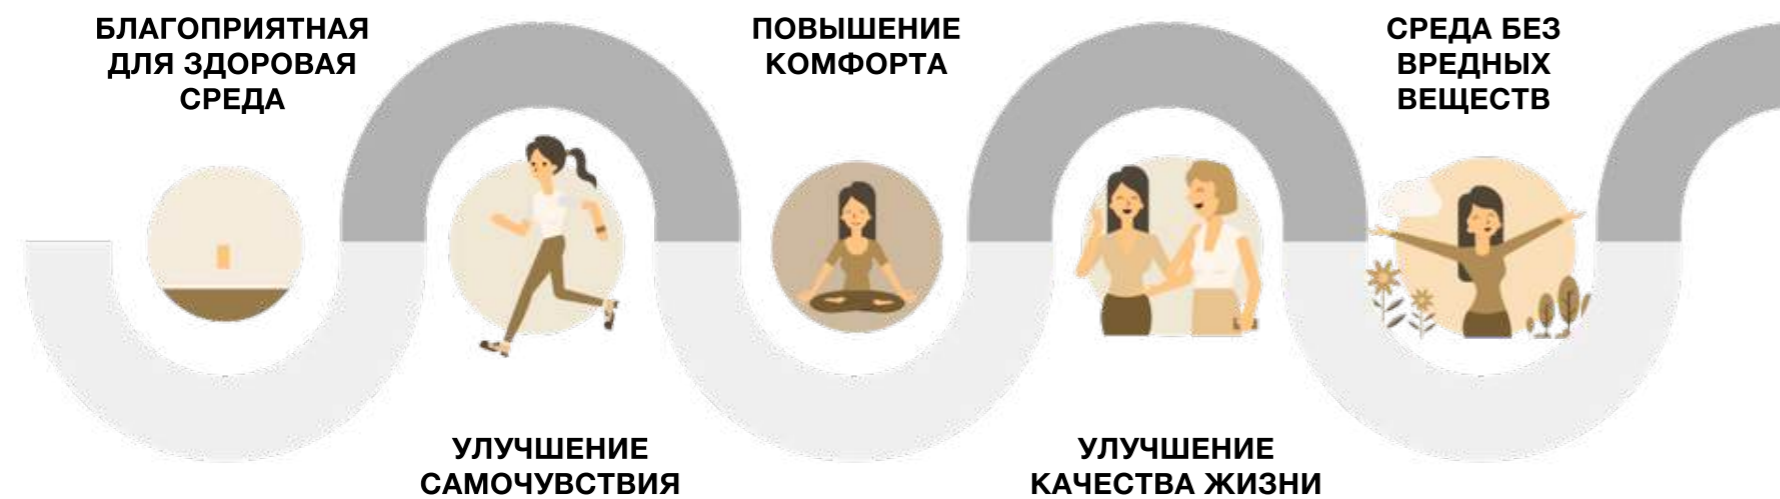 БЛАГОПРИЯТНАЯ
ДЛЯ ЗДОРОВАЯ
СРЕДА
УЛУЧШЕНИЕ
САМОЧУВСТВИЯ
ПОВЫШЕНИЕ
КОМФОРТА
УЛУЧШЕНИЕ
КАЧЕСТВА ЖИЗНИ
СРЕДА БЕЗ
ВРЕДНЫХ
ВЕЩЕСТВ